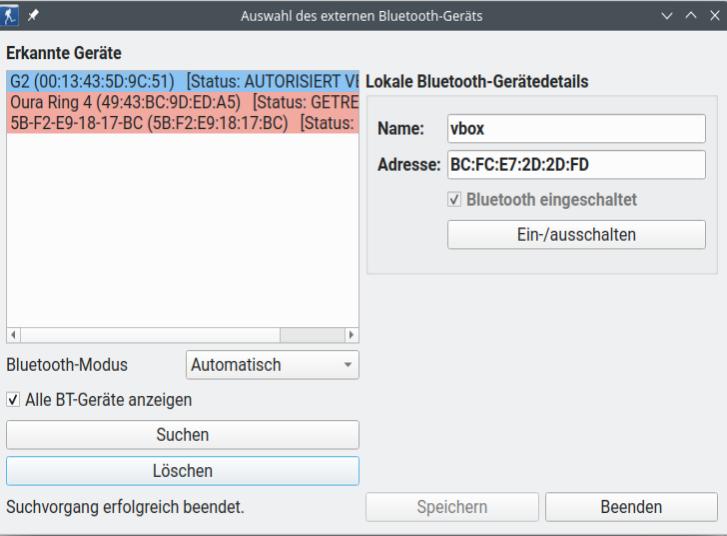 Auswahl des externen Bluetooth-Geräts
Erkannte Geräte
G2 (00:13:43:5D:9C:51) [Status: AUTORISIERT
Oura Ring 4 (49:43:BC:9D:ED:A5) [Status: GETRE
5B-F2-E9-18-17-BC (5B:F2:E9:18:17:BC) [Status:
Bluetooth-Modus
Automatisch
Alle BT-Geräte anzeigen
Suchen
Löschen
Suchvorgang erfolgreich beendet.
Lokale Bluetooth-Gerätedetails
Name:
vbox
Adresse:
BC:FC:E7:2D:2D:FD
Bluetooth eingeschaltet
Ein-/ausschalten
Speichern
Beenden